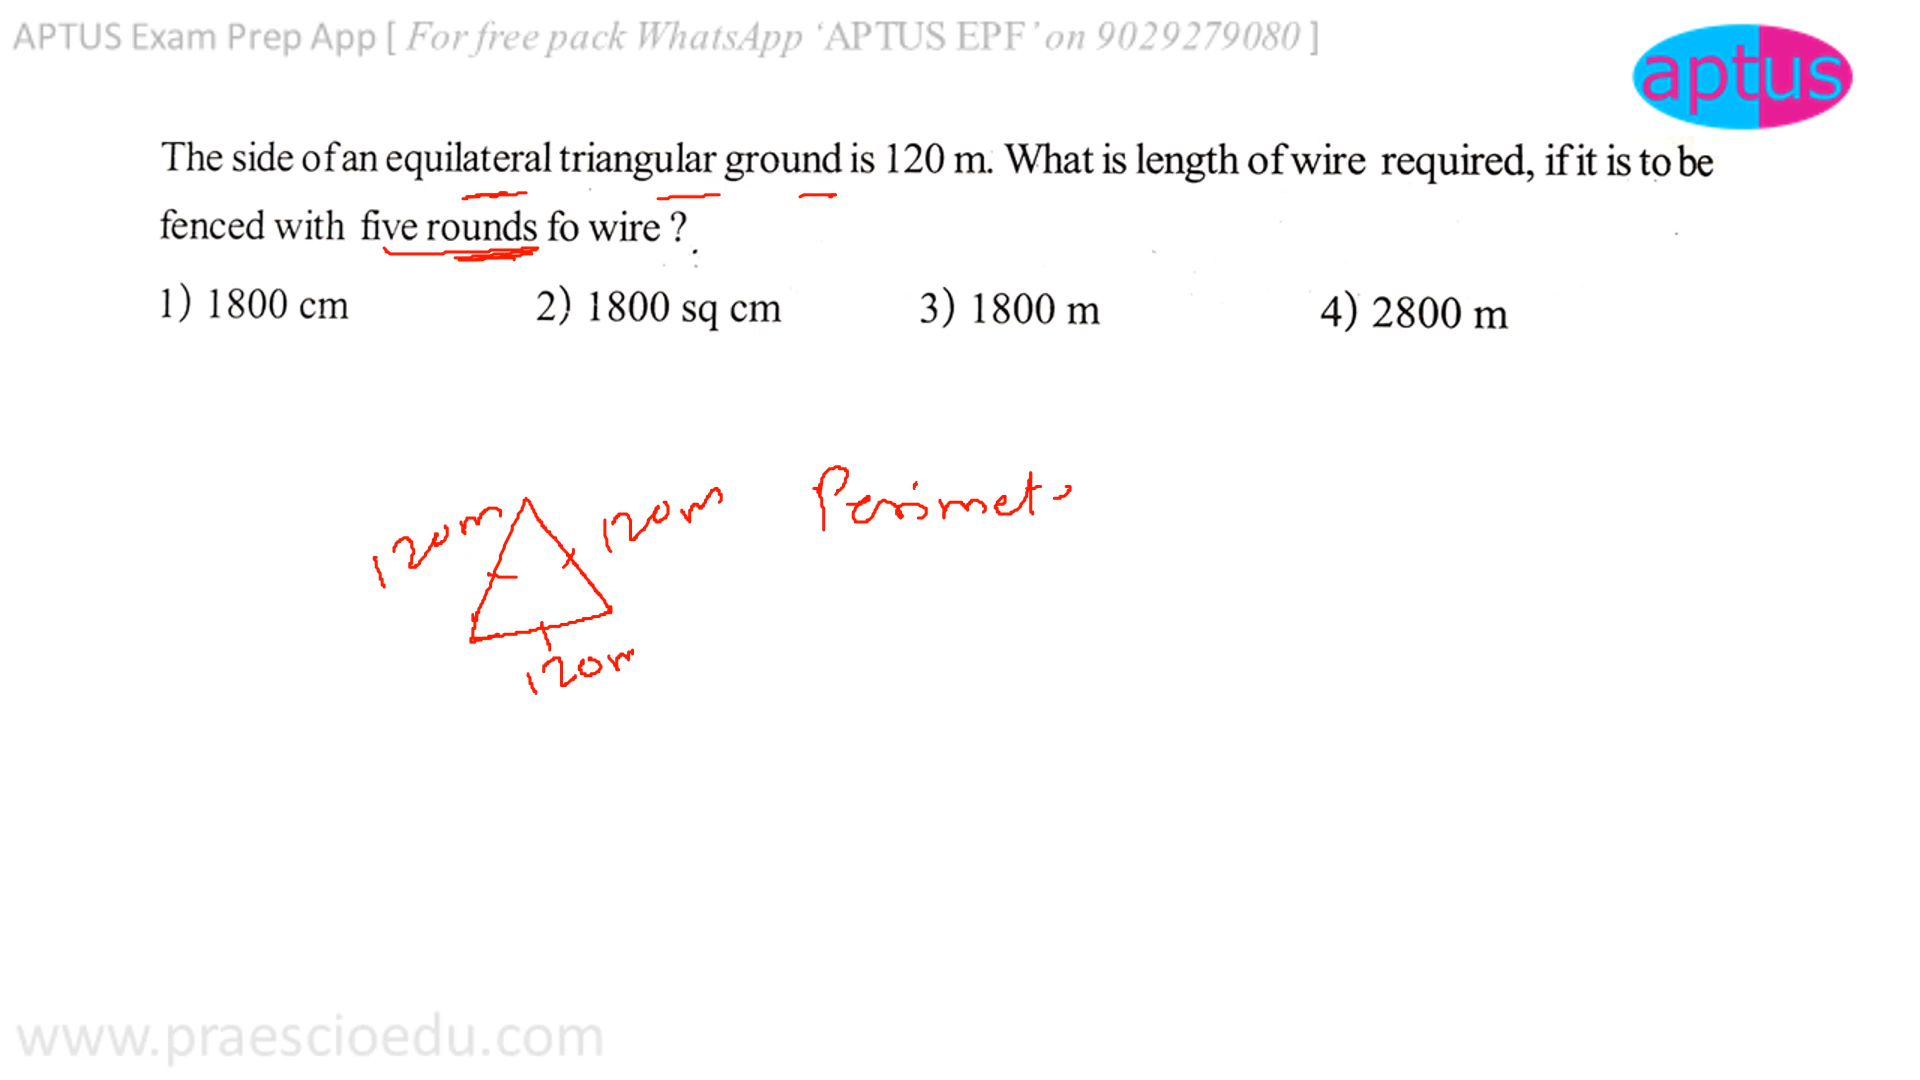 APTUS Exam Prep App [ For free pack WhatsApp ‘APTUS EPF’ on 9029279080 ]
aptus
The side of an equilateral triangular ground is 120 m. What is length of wire required, if it is to be
fenced with five rounds fo wire ?
1) 1800 cm 2) 1800 sq cm 3) 1800 m 4) 2800 m
120m 120m Perimet
120m
www.praescioedu.com